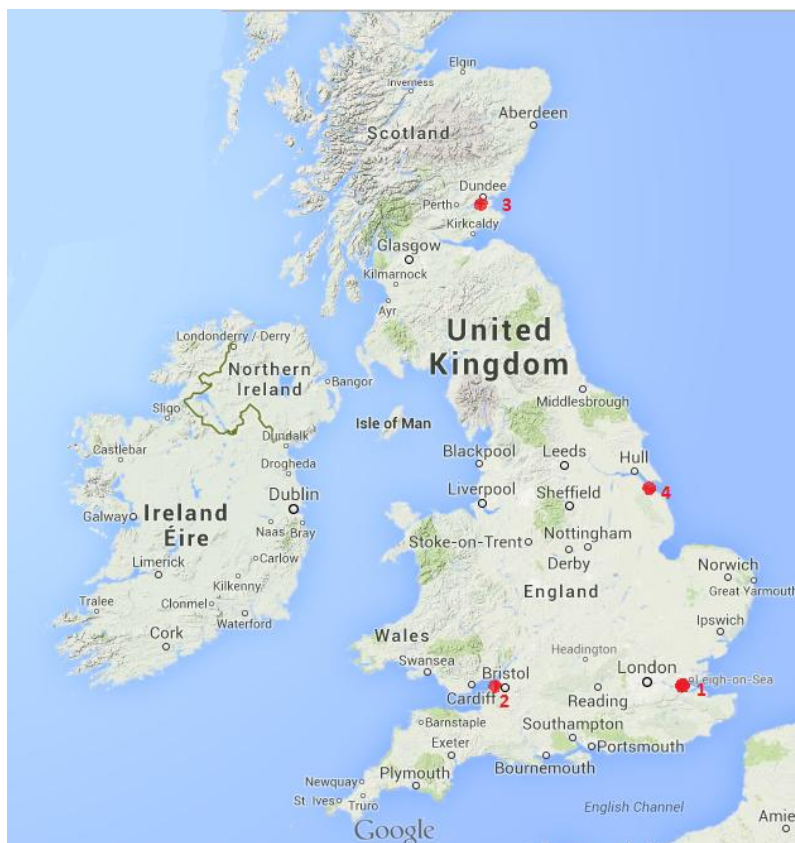 Elgin
Inverness
Aberdeen
Scotland
Dundee
Perth
3
Kirkcaldy
Glasgow
Kilmarnock
Ayr
United
Kingdom
Londonderry / Derry
Northern
Ireland
Bangor
Middlesbrough
Sligo
Isle of Man
Dundalk
Castlebar
Blackpool
Leeds
Hull
Drogheda
4
Dublin
Liverpool
Sheffield
Galway
Ireland
Éire
Naas
Bray
Stoke-on-Trent
Nottingham
Derby
Carlow
Norwich
Limerick
Kilkenny
England
Great Yarmouth
Tralee
Clonmel
Waterford
Ipswich
Cork
Wales
Headington
Swansea
Bristol
London
Leigh-on-Sea
Cardiff
2
Reading
1
Barnstaple
Southampton
Exeter
Portsmouth
Bournemouth
Newquay
Plymouth
St. Ives
Truro
English Channel
Google
Amie